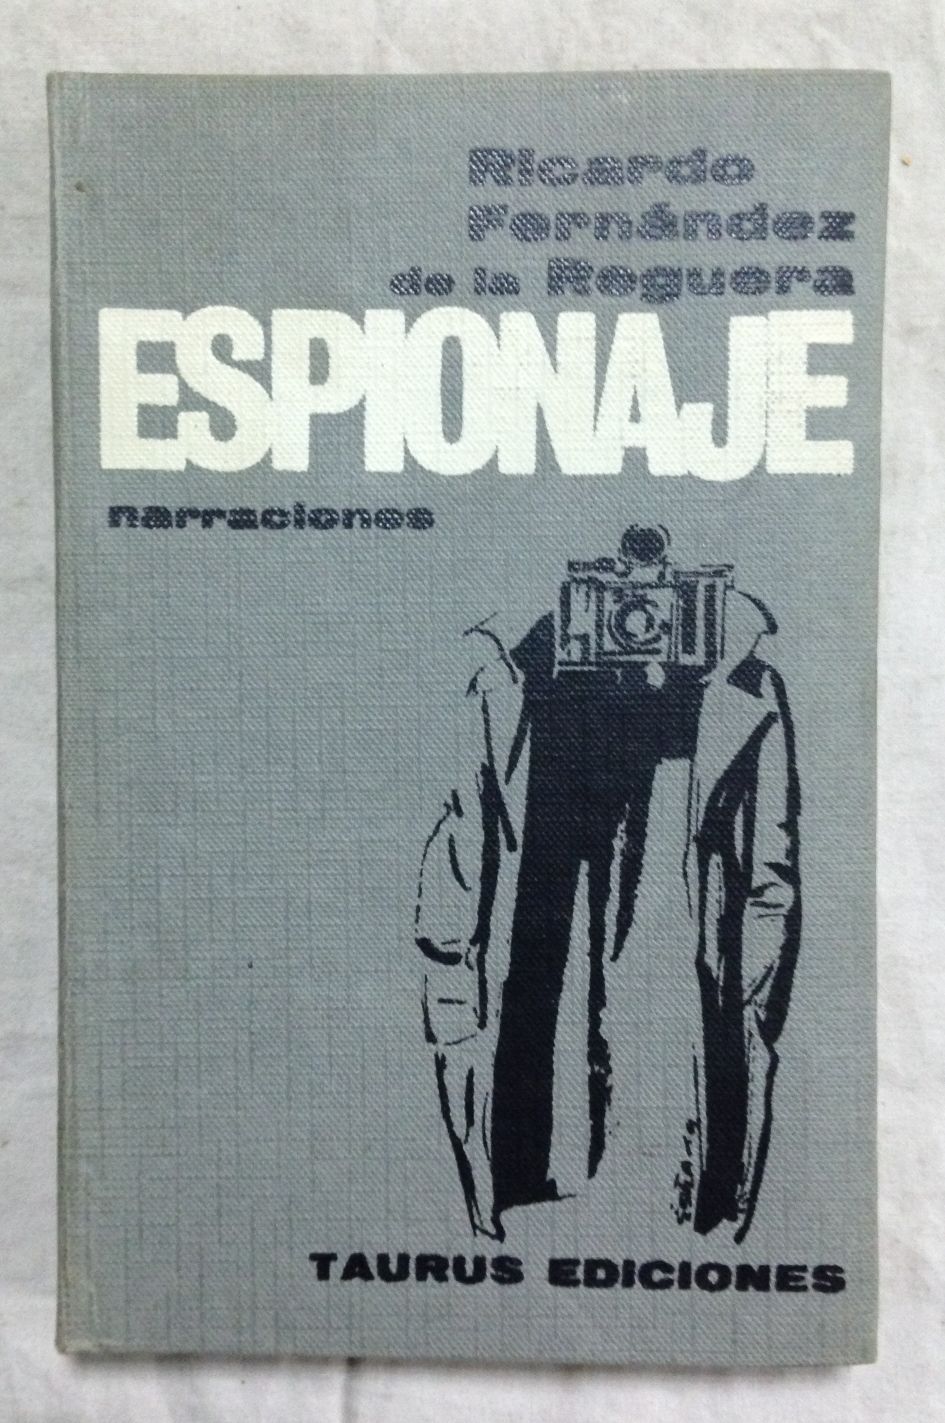 Ricardo
Fernández
de la Reguera
ESPIONAJE
narraciones
TAURUS EDICIONES